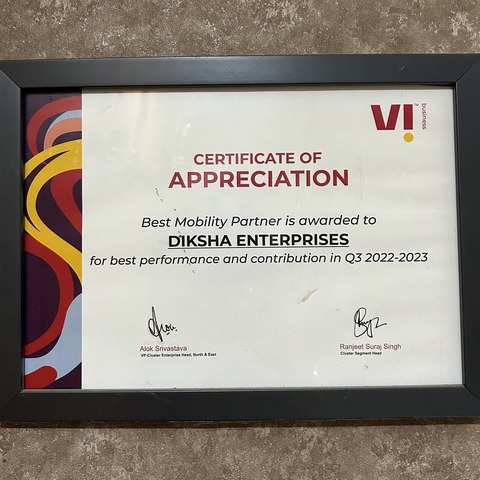 VI™
business
CERTIFICATE OF
APPRECIATION
Best Mobility Partner is awarded to
DIKSHA ENTERPRISES
for best performance and contribution in Q3 2022-2023
Alok Srivastava
VP-Cluster Enterprise Head, North & East
Ranjeet Suraj Singh
Cluster Segment Head